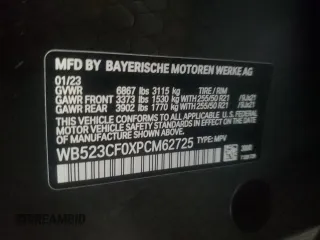 MFD BY BAYERISCHE MOTOREN WERKE AG
01/23 TIRE / RIM
GVWR 6867 lbs 3115 kg
GAWR FRONT 3373 lbs 1530 KG WITH 255/50 R21 / 9Jx21
GAWR REAR 3902 lbs 1770 KG WITH 255/50 R21 / 9Jx21
THIS VEHICLE CONFORMS TO ALL APPLICABLE FEDERAL
MOTOR VEHICLE SAFETY STANDARDS IN EFFECT ON THE DATE
OF MANUFACTURE SHOWN ABOVE.
WB523CF0XPCM62725 TYPE: MPV